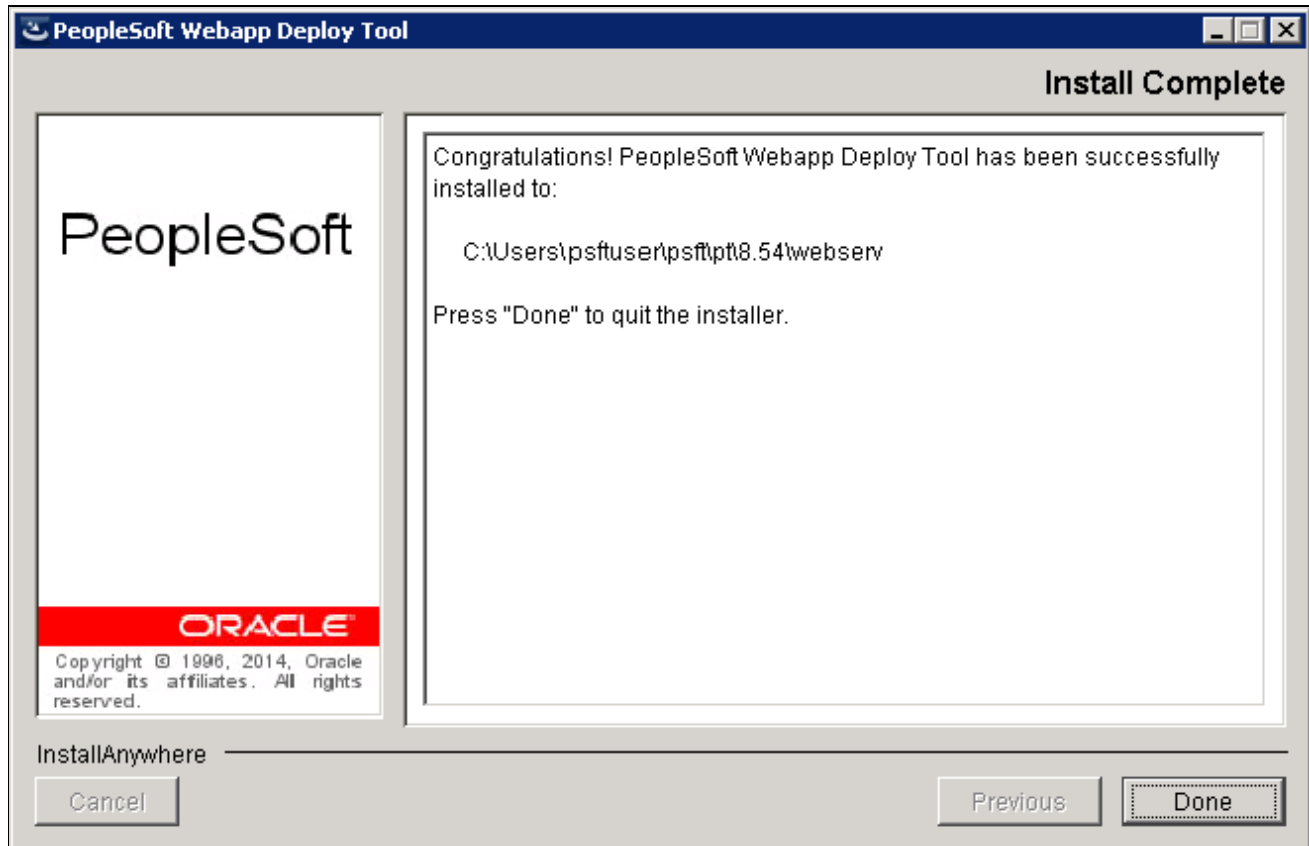 PeopleSoft Webapp Deploy Tool
Install Complete
PeopleSoft
ORACLE
Copyright © 1996, 2014, Oracle
and/or its affiliates. All rights
reserved.
Congratulations! PeopleSoft Webapp Deploy Tool has been successfully
installed to:
C:\Users\psftuser\psft\pt\8.54\webserv
Press "Done" to quit the installer.
InstallAnywhere
Cancel
Previous
Done